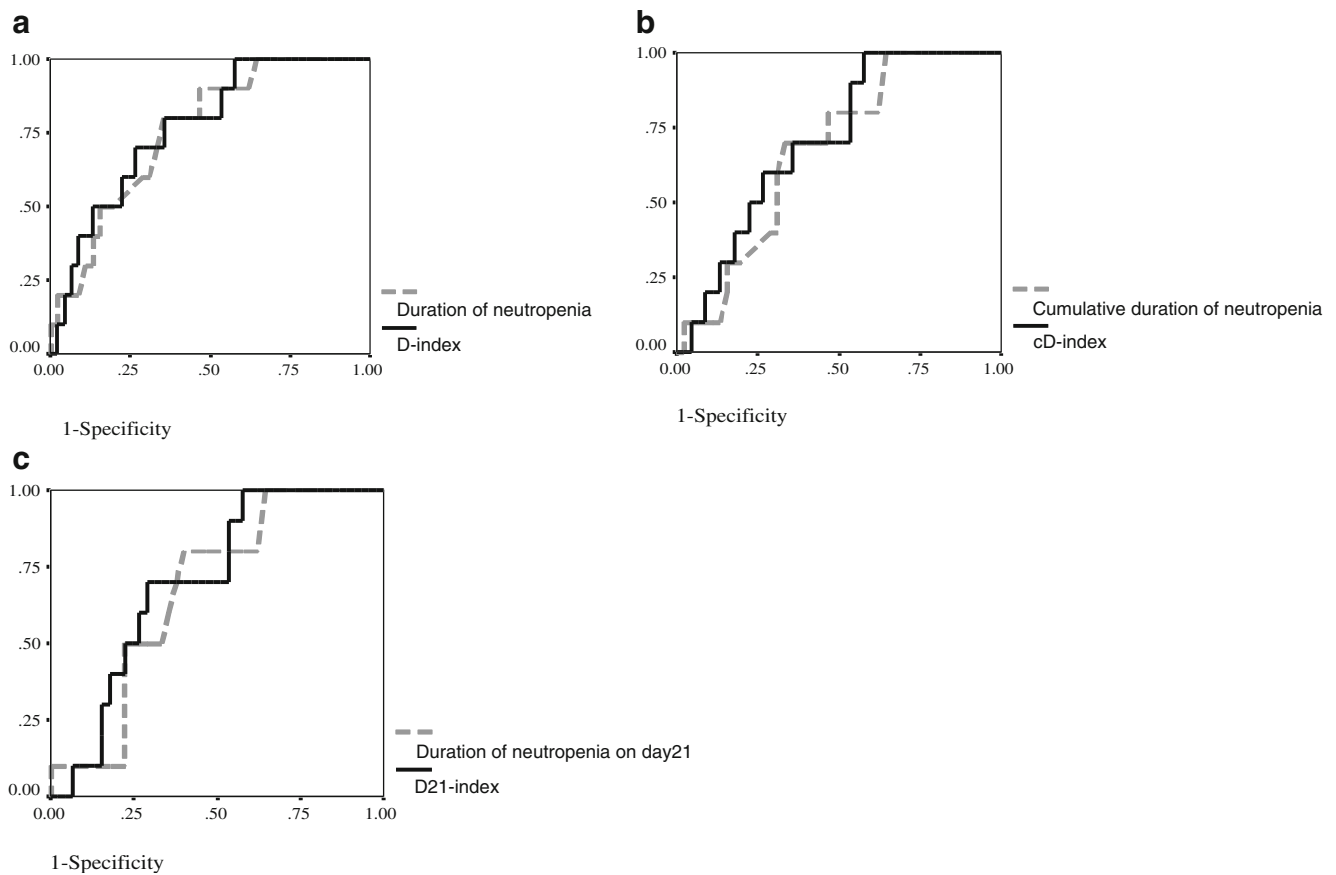 a
1.00
.75
.50
.25
0.00
0.00 .25 .50 .75 1.00
1-Specificity
Duration of neutropenia
D-index
b
1.00
.75
.50
.25
0.00
0.00 .25 .50 .75 1.00
1-Specificity
Cumulative duration of neutropenia
cD-index
c
1.00
.75
.50
.25
0.00
0.00 .25 .50 .75 1.00
1-Specificity
Duration of neutropenia on day21
D21-index